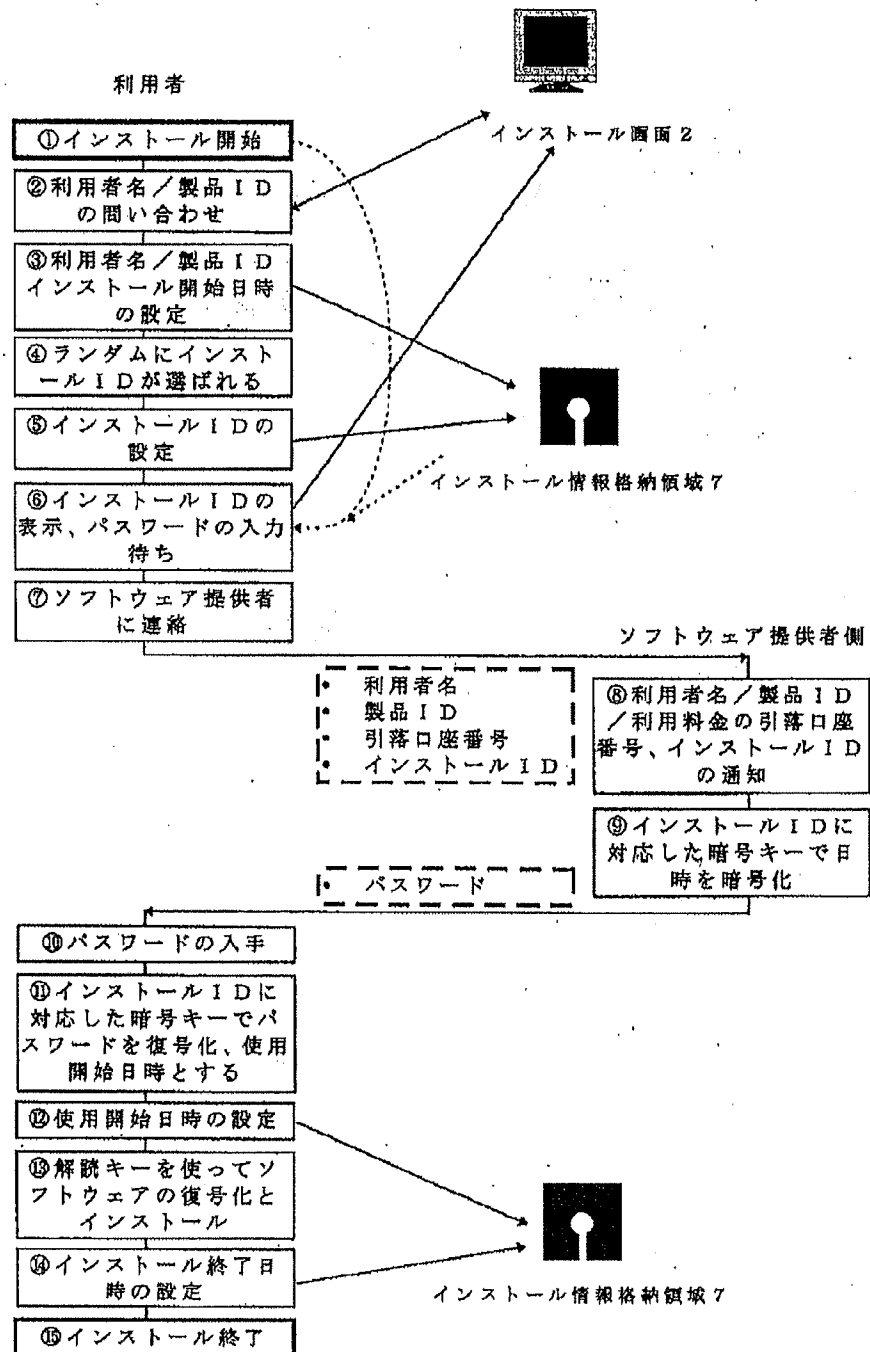 利用者
インストール画面2
①インストール開始
②利用者名／製品ID
の問い合わせ
③利用者名／製品ID
インストール開始日時
の設定
④ランダムにインスト
ールIDが選ばれる
⑤インストールIDの
設定
インストール情報格納領域7
⑥インストールIDの
表示、パスワードの入力
待ち
⑦ソフトウェア提供者
に連絡
ソフトウェア提供者側
• 利用者名
• 製品ID
• 引落口座番号
• インストールID
⑧利用者名／製品ID
／利用料金の引落口座
番号、インストールID
の通知
⑨インストールIDに
対応した暗号キーで日
時を暗号化
• パスワード
⑩パスワードの入手
⑪インストールIDに
対応した暗号キーでパ
スワードを復号化、使用
開始日時とする
⑫使用開始日時の設定
⑬解読キーを使ってソ
フトウェアの復号化と
インストール
⑭インストール終了日
時の設定
インストール情報格納領域7
⑮インストール終了